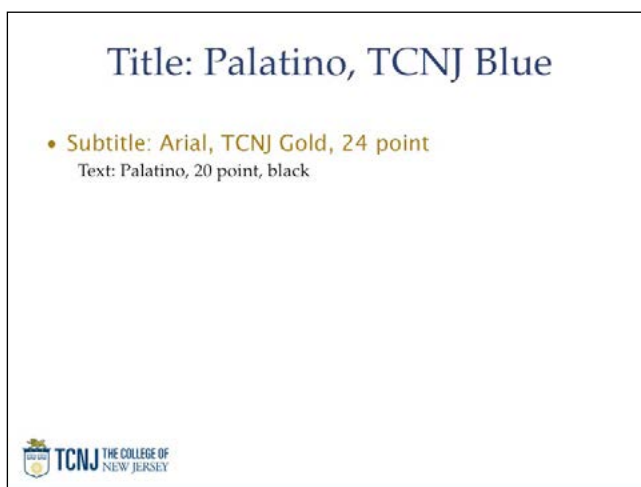 Title: Palatino, TCNJ Blue
• Subtitle: Arial, TCNJ Gold, 24 point
Text: Palatino, 20 point, black
TCNJ THE COLLEGE OF
NEW JERSEY